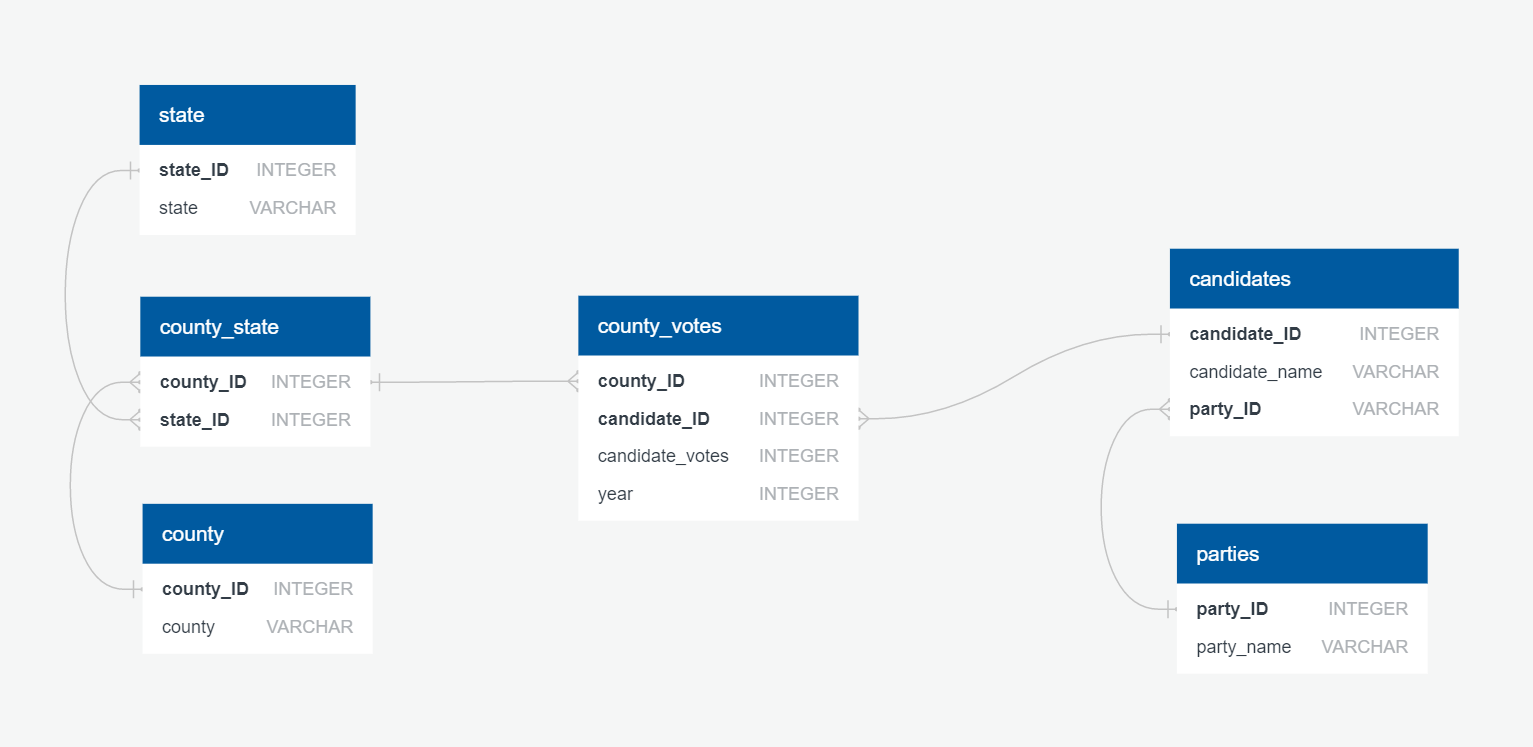 state
state_ID INTEGER
state VARCHAR
county_state
county_ID INTEGER
state_ID INTEGER
county
county_ID INTEGER
county VARCHAR
county_votes
county_ID INTEGER
candidate_ID INTEGER
candidate_votes INTEGER
year INTEGER
candidates
candidate_ID INTEGER
candidate_name VARCHAR
party_ID VARCHAR
parties
party_ID INTEGER
party_name VARCHAR